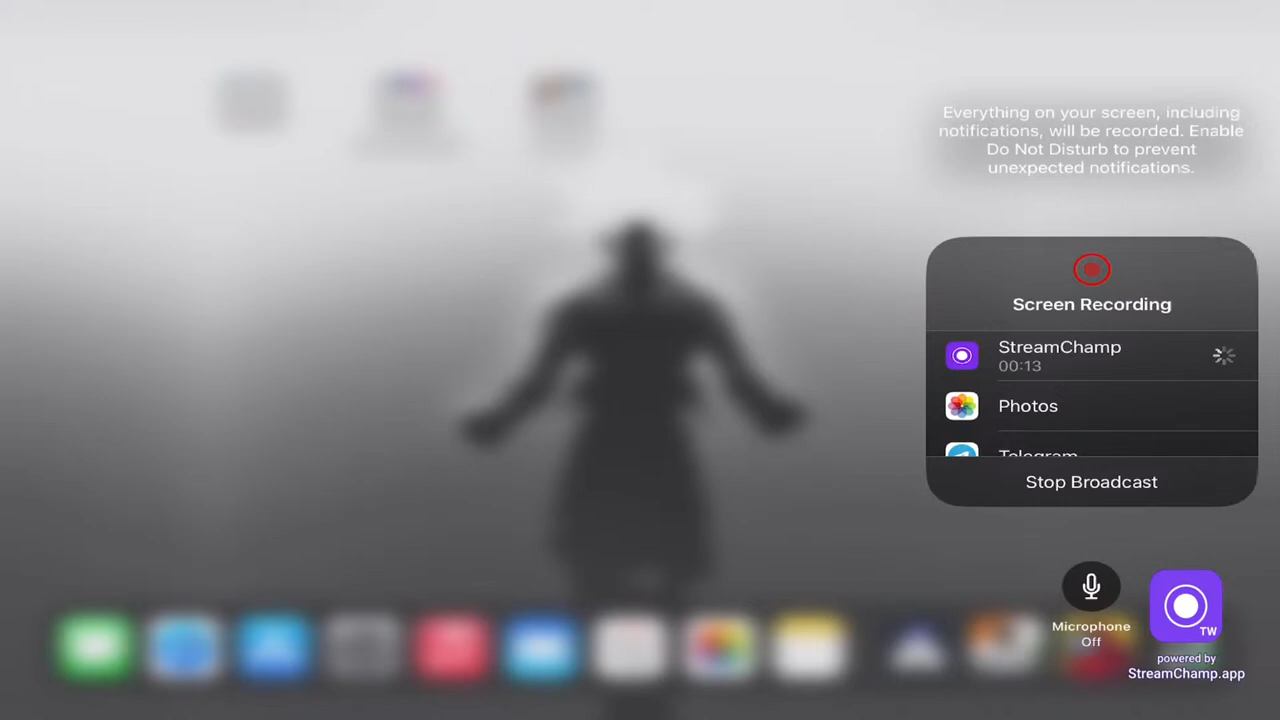 Everything on your screen, including
notifications, will be recorded. Enable
Do Not Disturb to prevent
unexpected notifications.
Screen Recording
StreamChamp
00:13
Photos
Telegram
Stop Broadcast
Microphone
Off
TW
powered by
StreamChamp.app